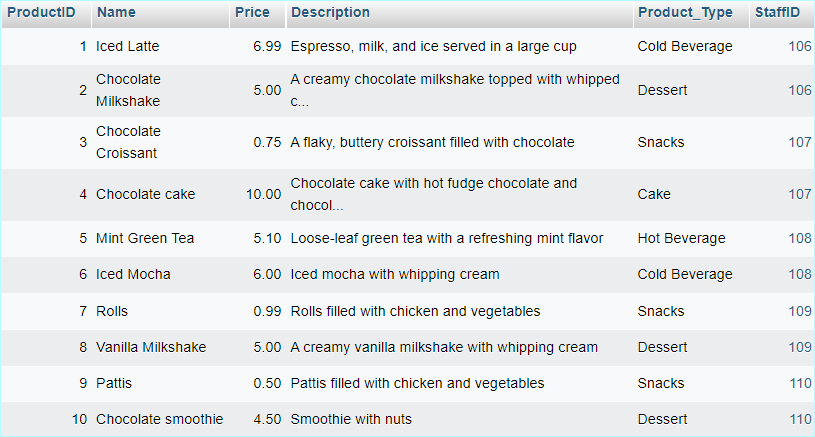 ProductID Name Price Description Product_Type StaffID
1 Iced Latte 6.99 Espresso, milk, and ice served in a large cup Cold Beverage 106
2 Chocolate Milkshake 5.00 A creamy chocolate milkshake topped with whipped c... Dessert 106
3 Chocolate Croissant 0.75 A flaky, buttery croissant filled with chocolate Snacks 107
4 Chocolate cake 10.00 Chocolate cake with hot fudge chocolate and chocol... Cake 107
5 Mint Green Tea 5.10 Loose-leaf green tea with a refreshing mint flavor Hot Beverage 108
6 Iced Mocha 6.00 Iced mocha with whipping cream Cold Beverage 108
7 Rolls 0.99 Rolls filled with chicken and vegetables Snacks 109
8 Vanilla Milkshake 5.00 A creamy vanilla milkshake with whipping cream Dessert 109
9 Pattis 0.50 Pattis filled with chicken and vegetables Snacks 110
10 Chocolate smoothie 4.50 Smoothie with nuts Dessert 110